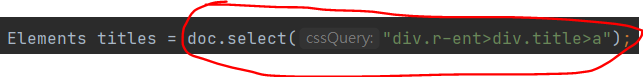 Elements titles = doc.select( cssQuery: "div.r-ent>div.title>a");